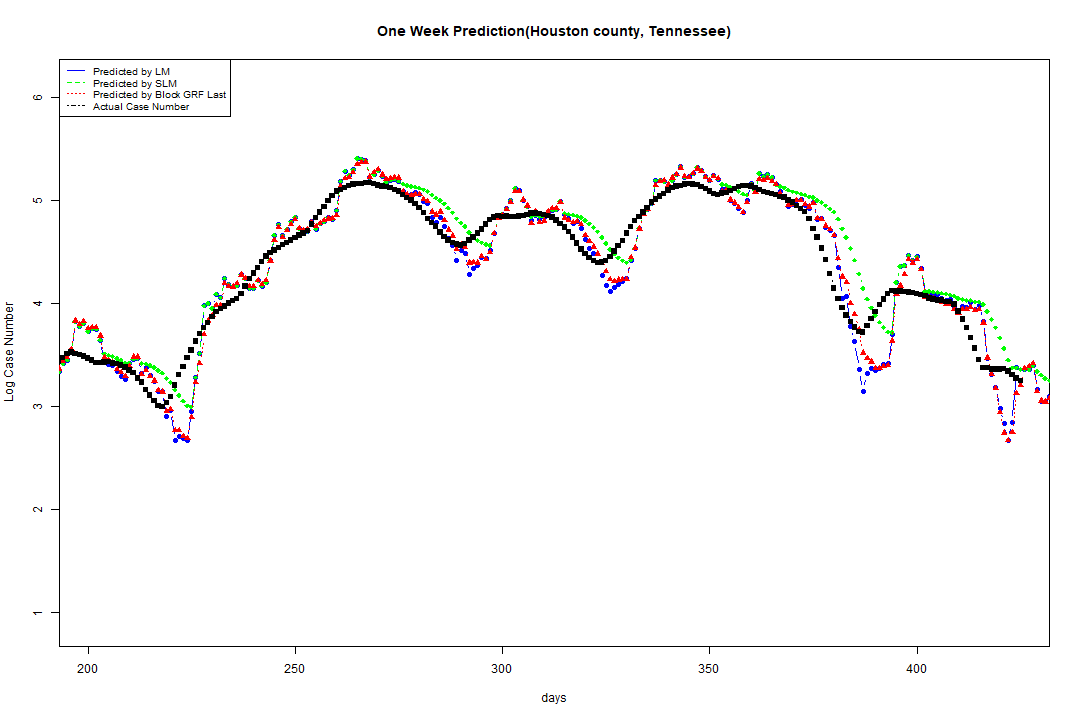 One Week Prediction(Houston county, Tennessee)
Predicted by LM
Predicted by SLM
Predicted by Block GRF Last
Actual Case Number
6
5
4
3
2
1
Log Case Number
200 250 300 350 400
days